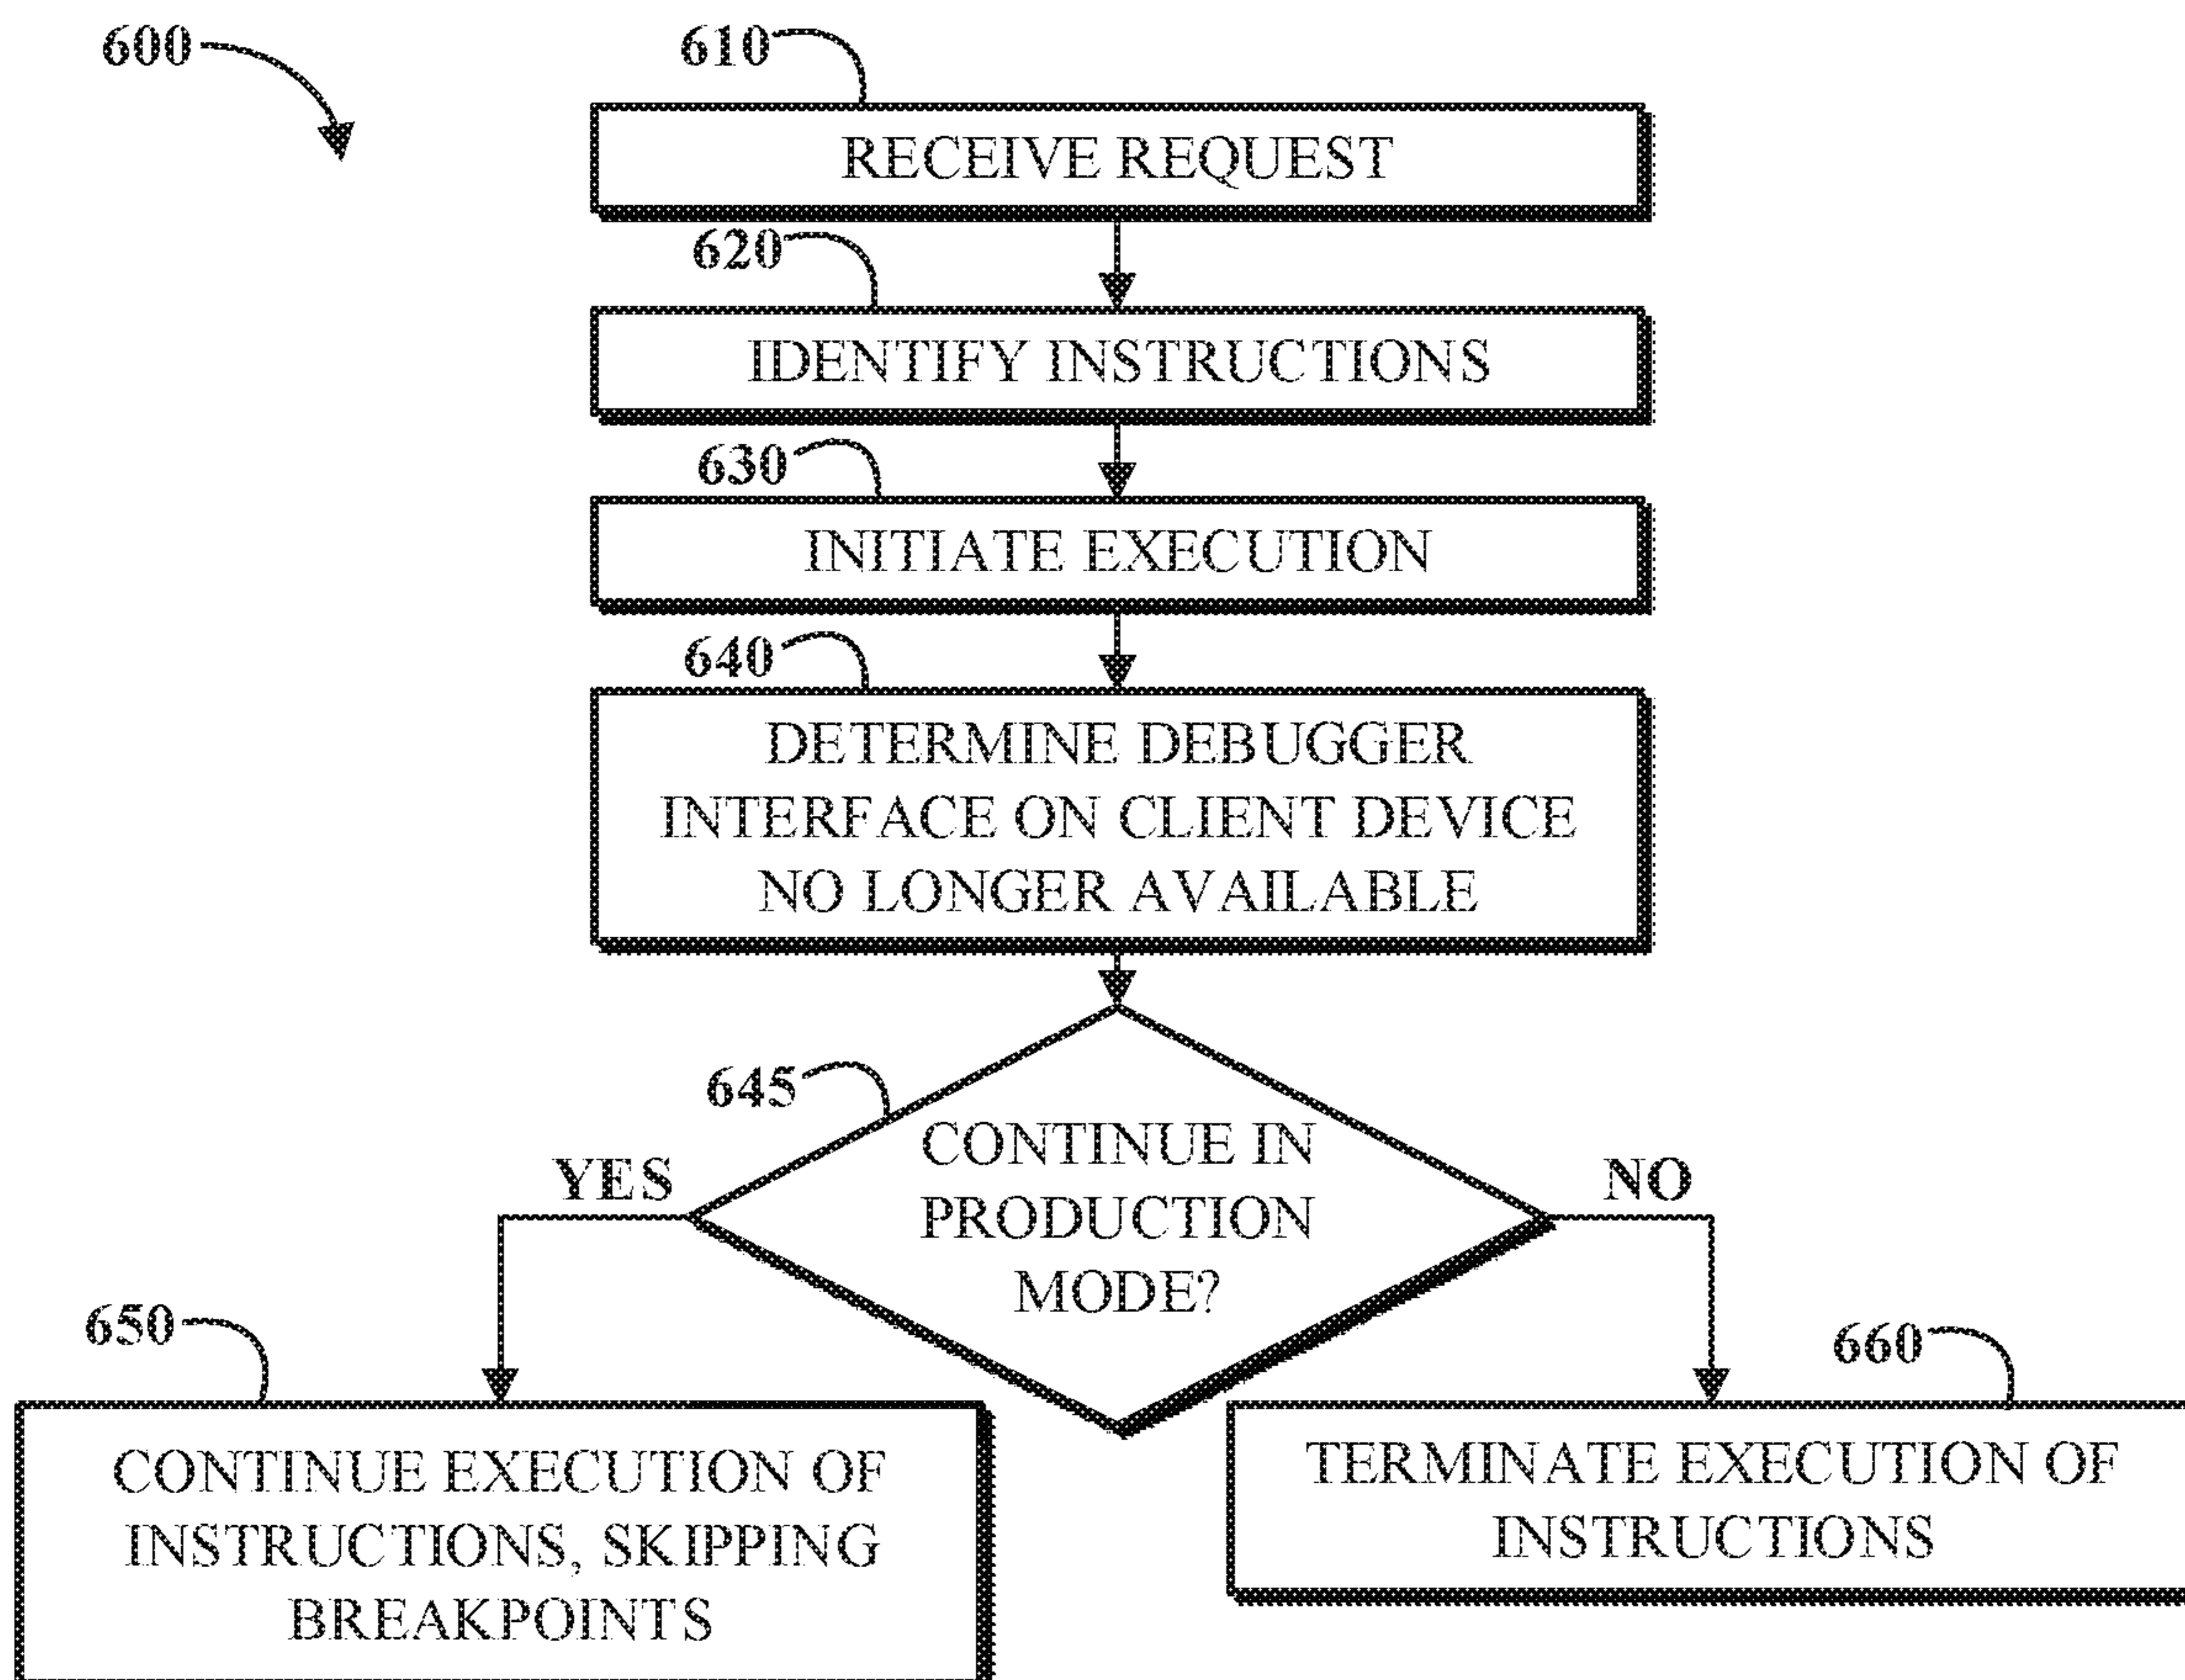 600
610
RECEIVE REQUEST
620
IDENTIFY INSTRUCTIONS
630
INITIATE EXECUTION
640
DETERMINE DEBUGGER
INTERFACE ON CLIENT DEVICE
NO LONGER AVAILABLE
645
CONTINUE IN
PRODUCTION
MODE?
YES
NO
650
CONTINUE EXECUTION OF
INSTRUCTIONS, SKIPPING
BREAKPOINTS
660
TERMINATE EXECUTION OF
INSTRUCTIONS